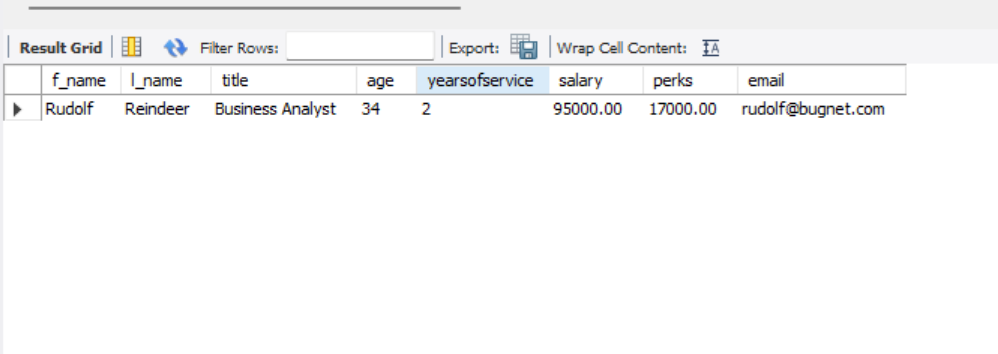 Result Grid Filter Rows: Export: Wrap Cell Content: IA
f_name l_name title age yearsofservice salary perks email
Rudolf Reindeer Business Analyst 34 2 95000.00 17000.00 rudolf@bugnet.com